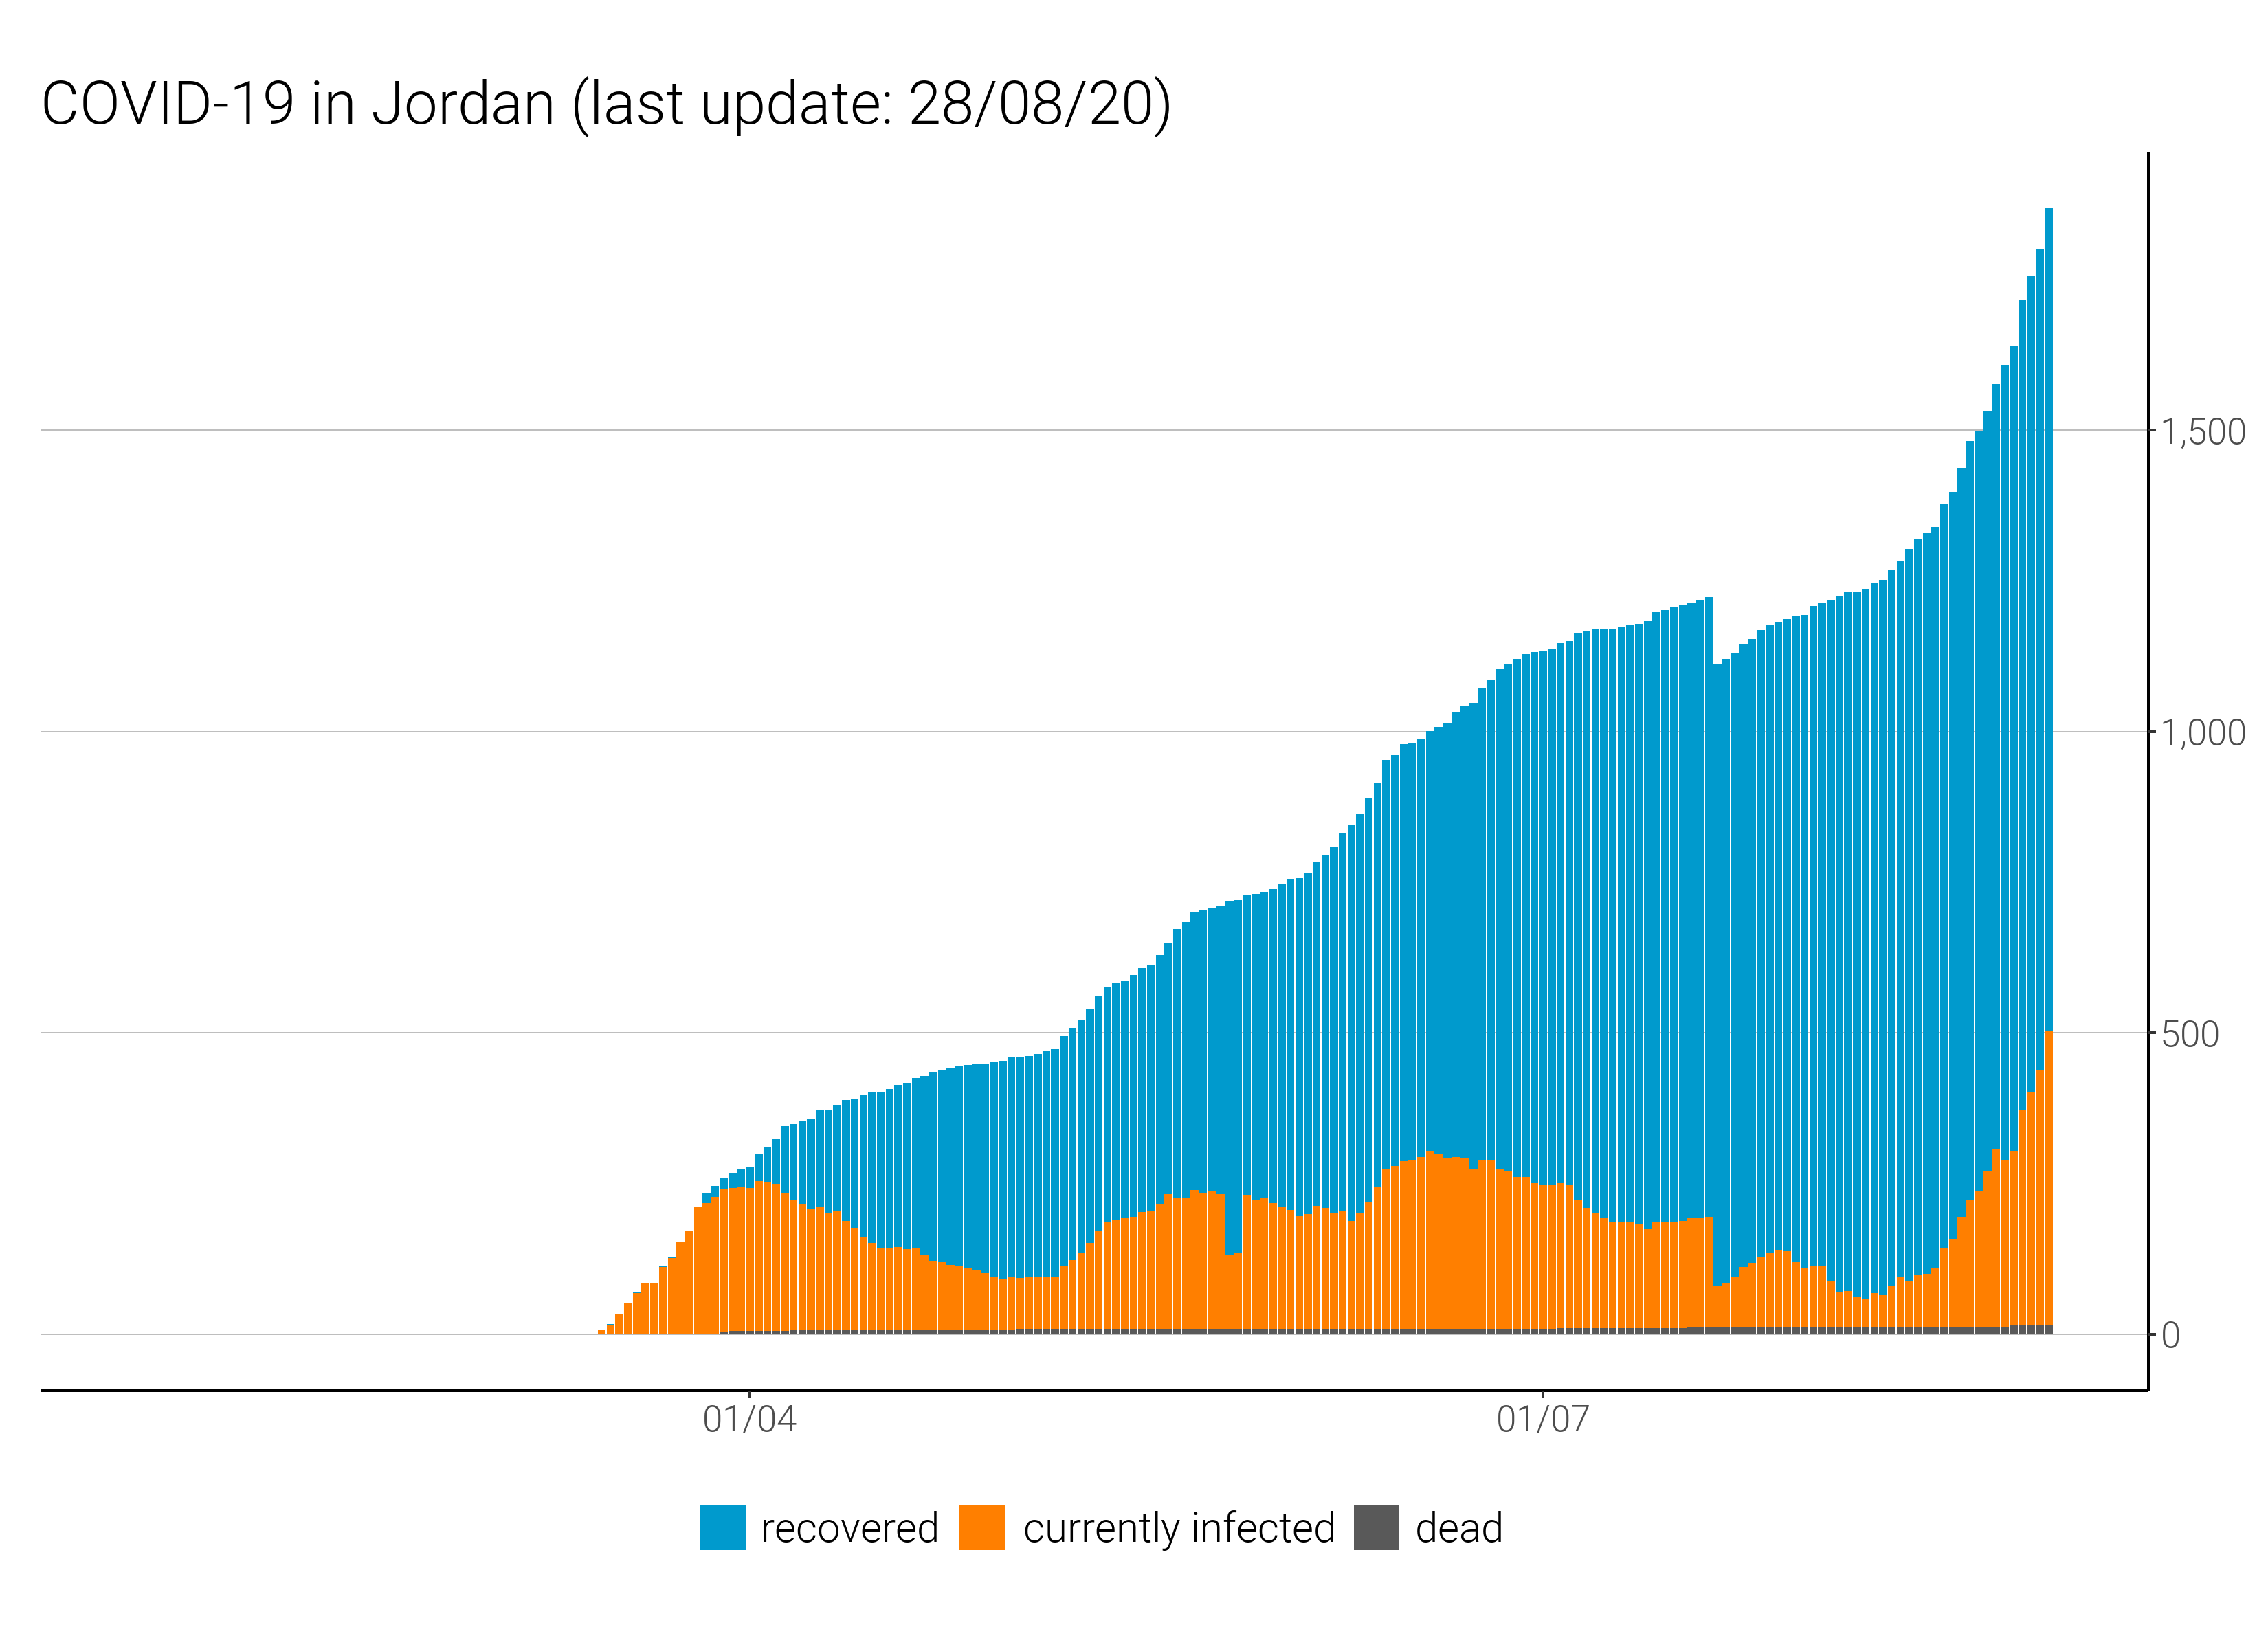 COVID-19 in Jordan (last update: 28/08/20)
1,500
1,000
500
0
01/04 01/07
recovered currently infected dead